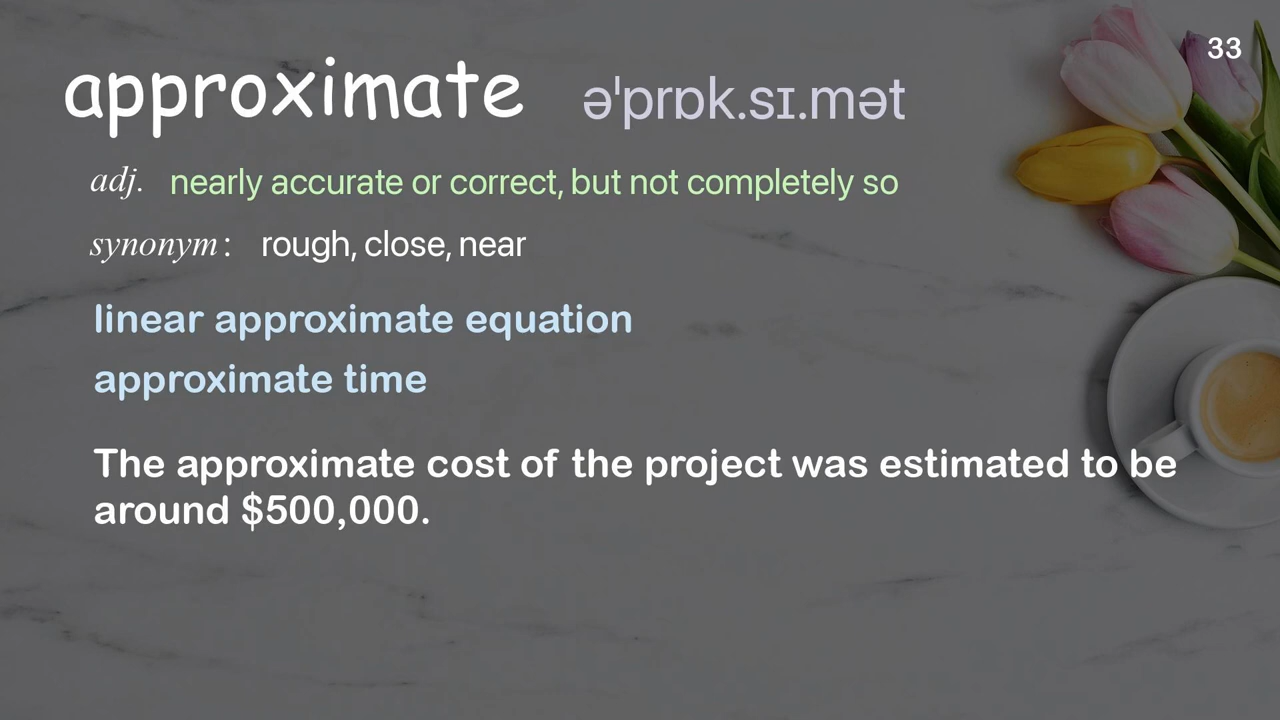 33
approximate əˈprɒk.sɪ.mət
adj. nearly accurate or correct, but not completely so
synonym: rough, close, near
linear approximate equation
approximate time
The approximate cost of the project was estimated to be
around $500,000.